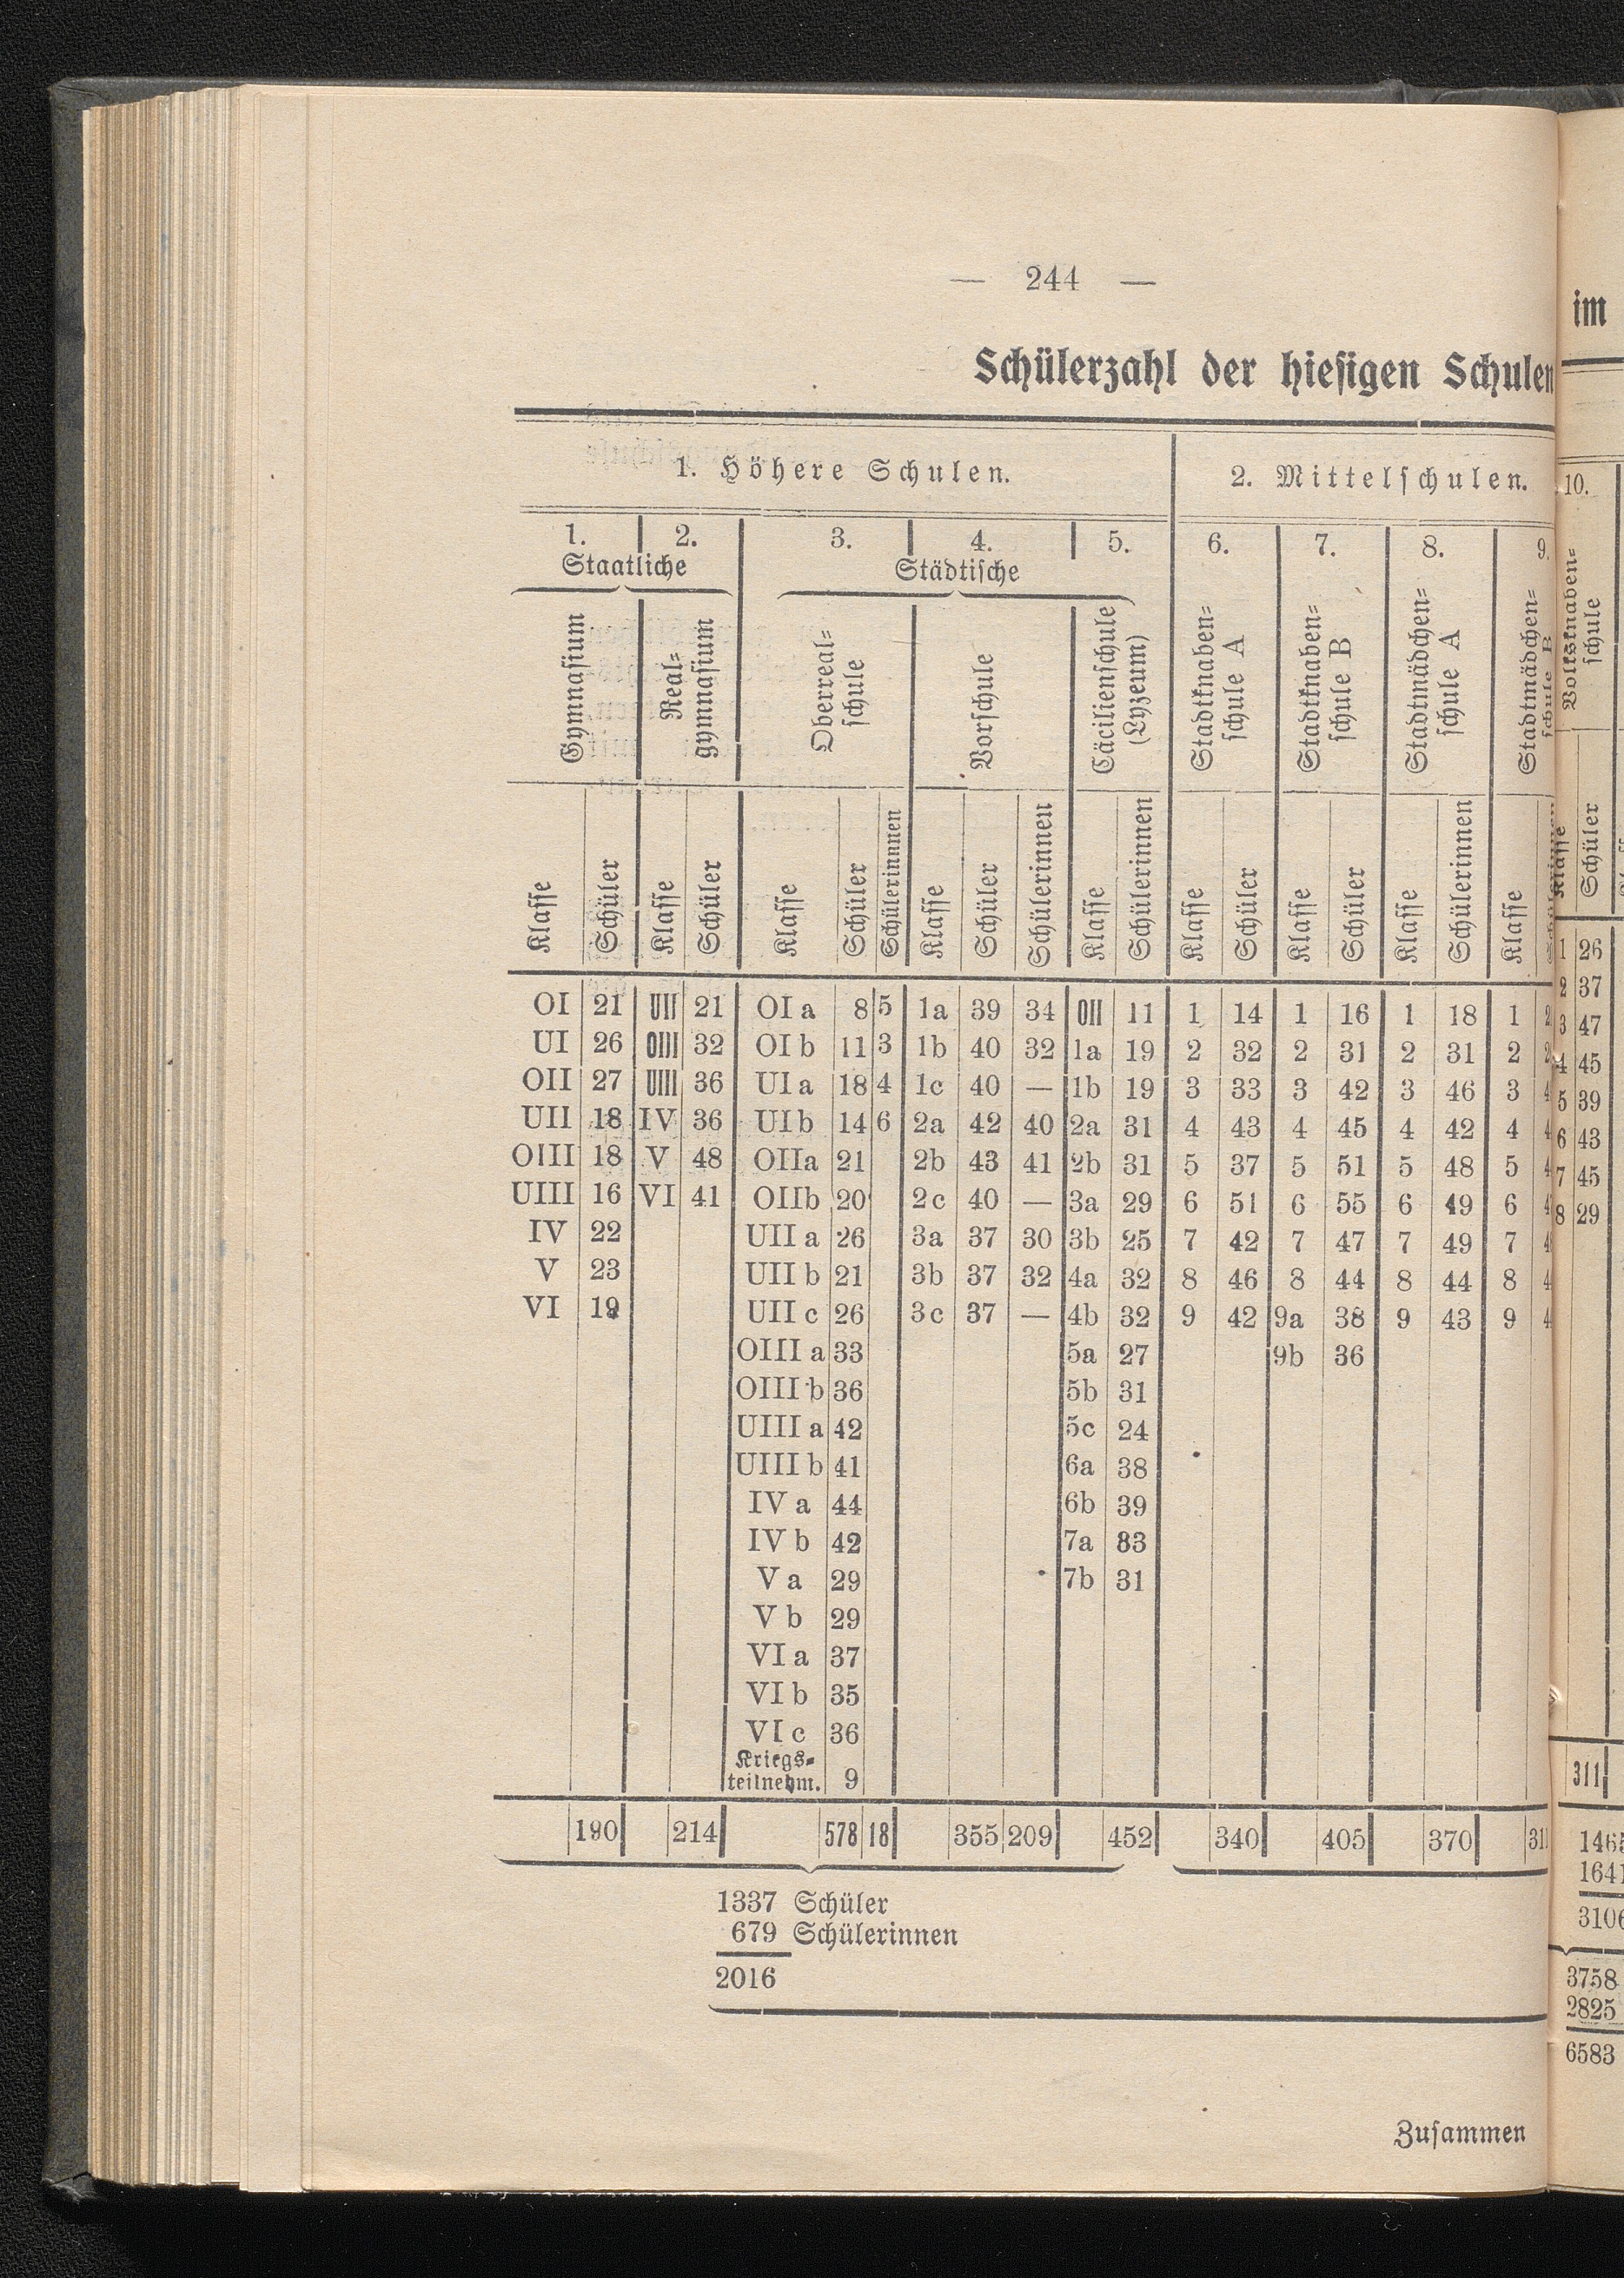 — 244 —
Schülerzahl der hiesigen Schulen
1. Höhere Schulen. 2. Mittelschulen.
1. 2. 3. 4. 5. 6. 7. 8. 9.
Staatliche Städtische
Gymnasium Real= gymnasium Oberreal= schule Vorschule Cäcilienschule (Lyzeum) Stadtknaben= schule A Stadtknaben= schule B Stadtmädchen= schule A Stadtmädchen= schule B
Klasse Schüler Klasse Schüler Klasse Schüler Schülerinnnen Klasse Schüler Schülerinnen Klasse Schülerinnen Klasse Schüler Klasse Schüler Klasse Schülerinnen Klasse
OI 21 UII 21 OI a 8 5 1a 39 34 OII 11 1 14 1 16 1 18 1
UI 26 OIII 32 OI b 11 3 1b 40 32 1a 19 2 32 2 31 2 31 2
OII 27 UIII 36 UI a 18 4 1c 40 — 1b 19 3 33 3 42 3 46 3
UII 18 IV 36 UI b 14 6 2a 42 40 2a 31 4 43 4 45 4 42 4
OIII 18 V 48 OIIa 21 2b 43 41 2b 31 5 37 5 51 5 48 5
UIII 16 VI 41 OIIb 20 2c 40 — 3a 29 6 51 6 55 6 49 6
IV 22 UII a 26 3a 37 30 3b 25 7 42 7 47 7 49 7
V 23 UII b 21 3b 37 32 4a 32 8 46 8 44 8 44 8
VI 19 UII c 26 3c 37 — 4b 32 9 42 9a 38 9 43 9
OIII a 33 5a 27 9b 36
OIII b 36 5b 31
UIII a 42 5c 24
UIII b 41 6a 38
IV a 44 6b 39
IV b 42 7a 83
V a 29 7b 31
V b 29
VI a 37
VI b 35
VI c 36
Kriegs=
teilnehm. 9
190 214 578 18 355 209 452 340 405 370
1337 Schüler
679 Schülerinnen
2016
Zusammen
im
10.
Volksknaben=
schule
Klasse Schüler
1 26
2 37
3 47
4 45
5 39
6 43
7 45
8 29
311
1465
1641
3106
3758
2825
6583